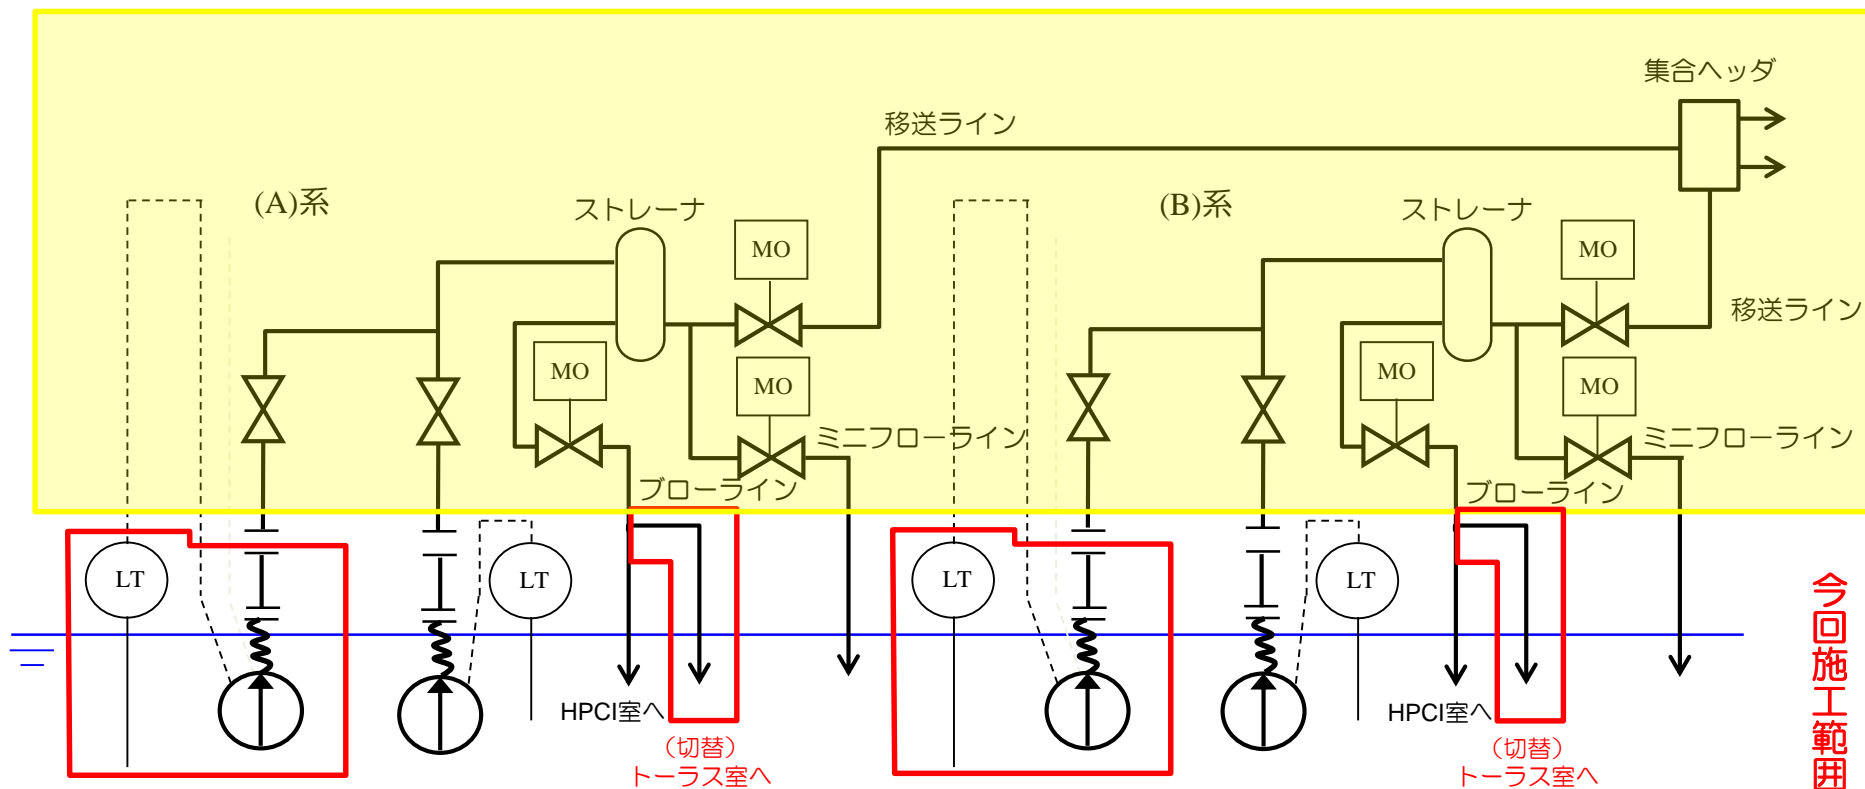 集合ヘッダ
移送ライン
(A)系
ストレーナ
(B)系
ストレーナ
MO
MO
移送ライン
MO
MO
MO
MO
ミニフローライン
ミニフローライン
ブローライン
ブローライン
LT
LT
LT
LT
HPCI室へ
HPCI室へ
(切替)
トーラス室へ
(切替)
トーラス室へ
今回施工範囲